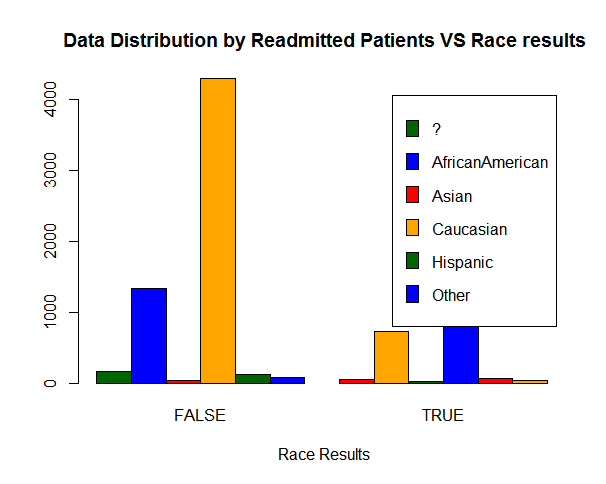 Data Distribution by Readmitted Patients VS Race results
4000
3000
2000
1000
0
?
AfricanAmerican
Asian
Caucasian
Hispanic
Other
FALSE
TRUE
Race Results